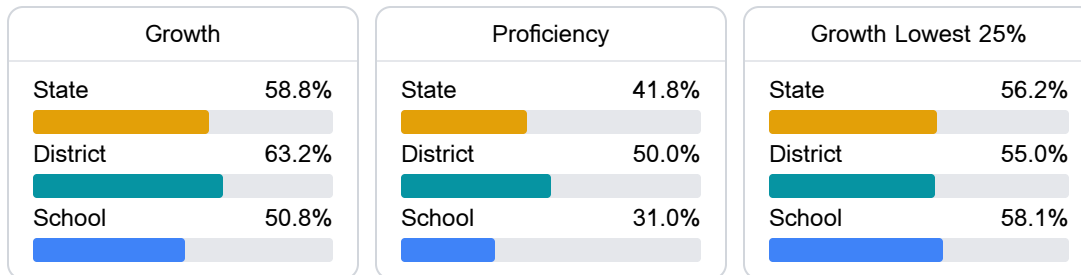 Growth
State 58.8%
District 63.2%
School 50.8%
Proficiency
State 41.8%
District 50.0%
School 31.0%
Growth Lowest 25%
State 56.2%
District 55.0%
School 58.1%